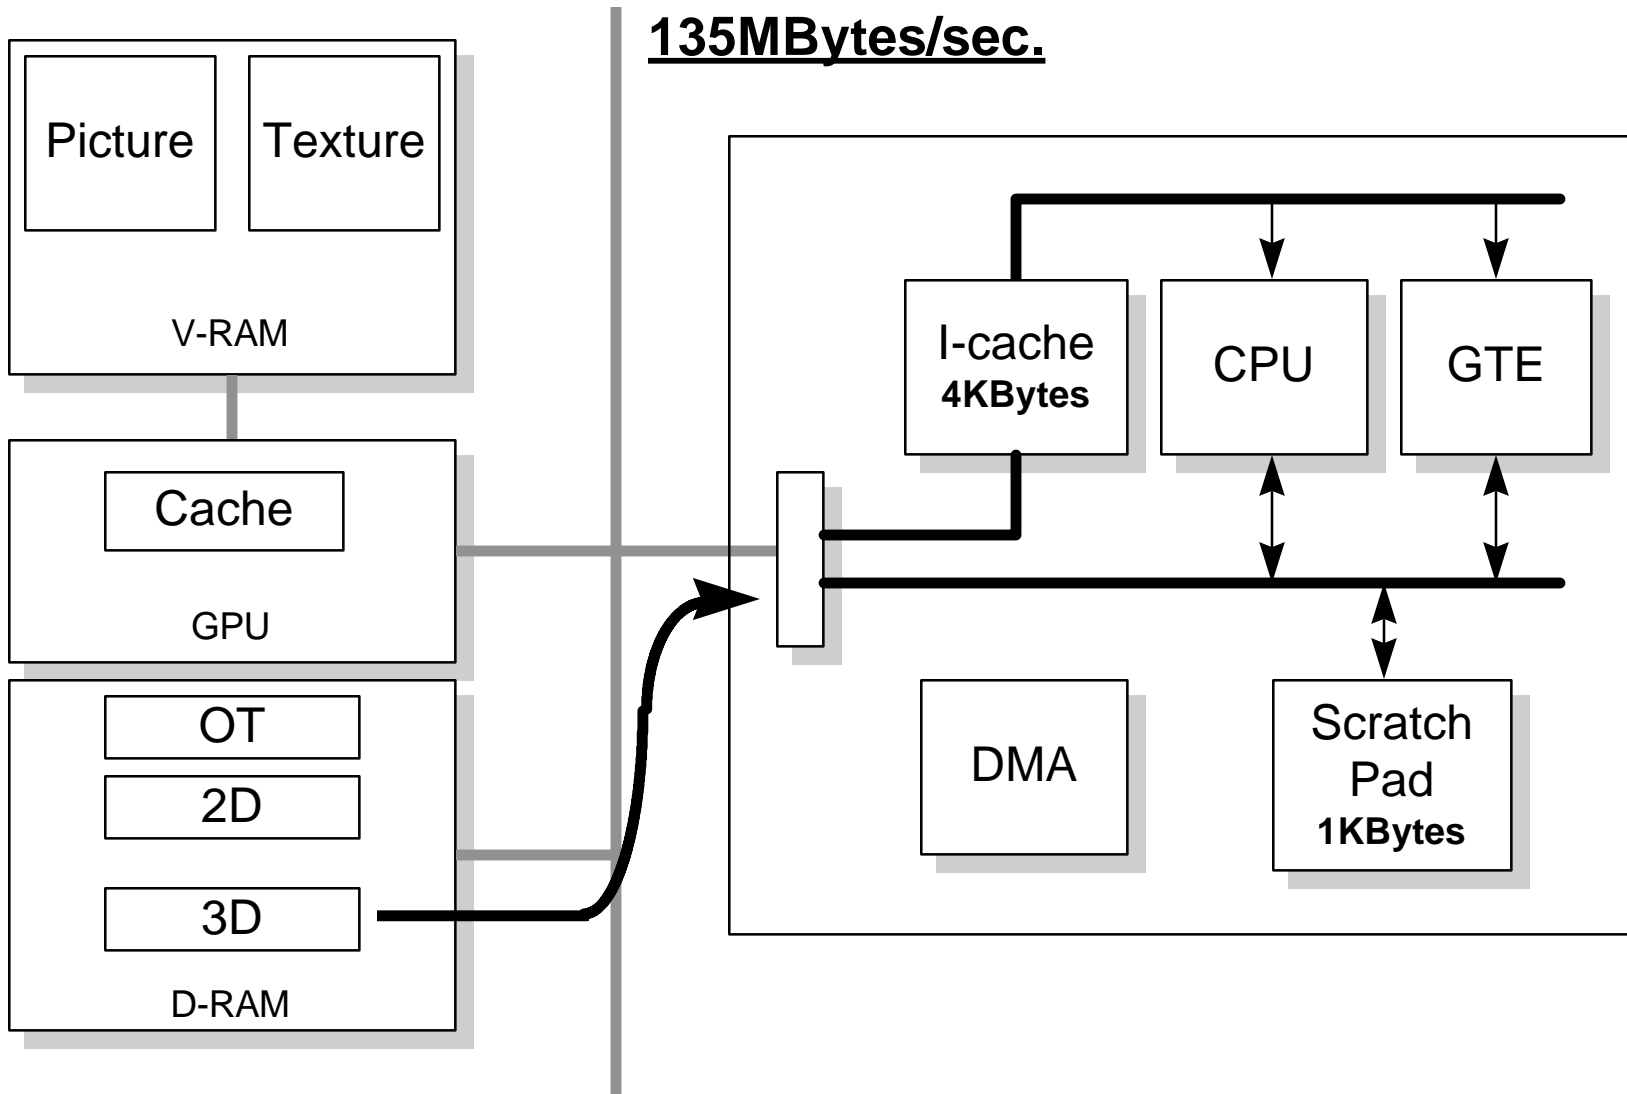 135MBytes/sec.
Picture
Texture
V-RAM
I-cache
4KBytes
CPU
GTE
Cache
GPU
OT
2D
3D
D-RAM
DMA
Scratch
Pad
1KBytes